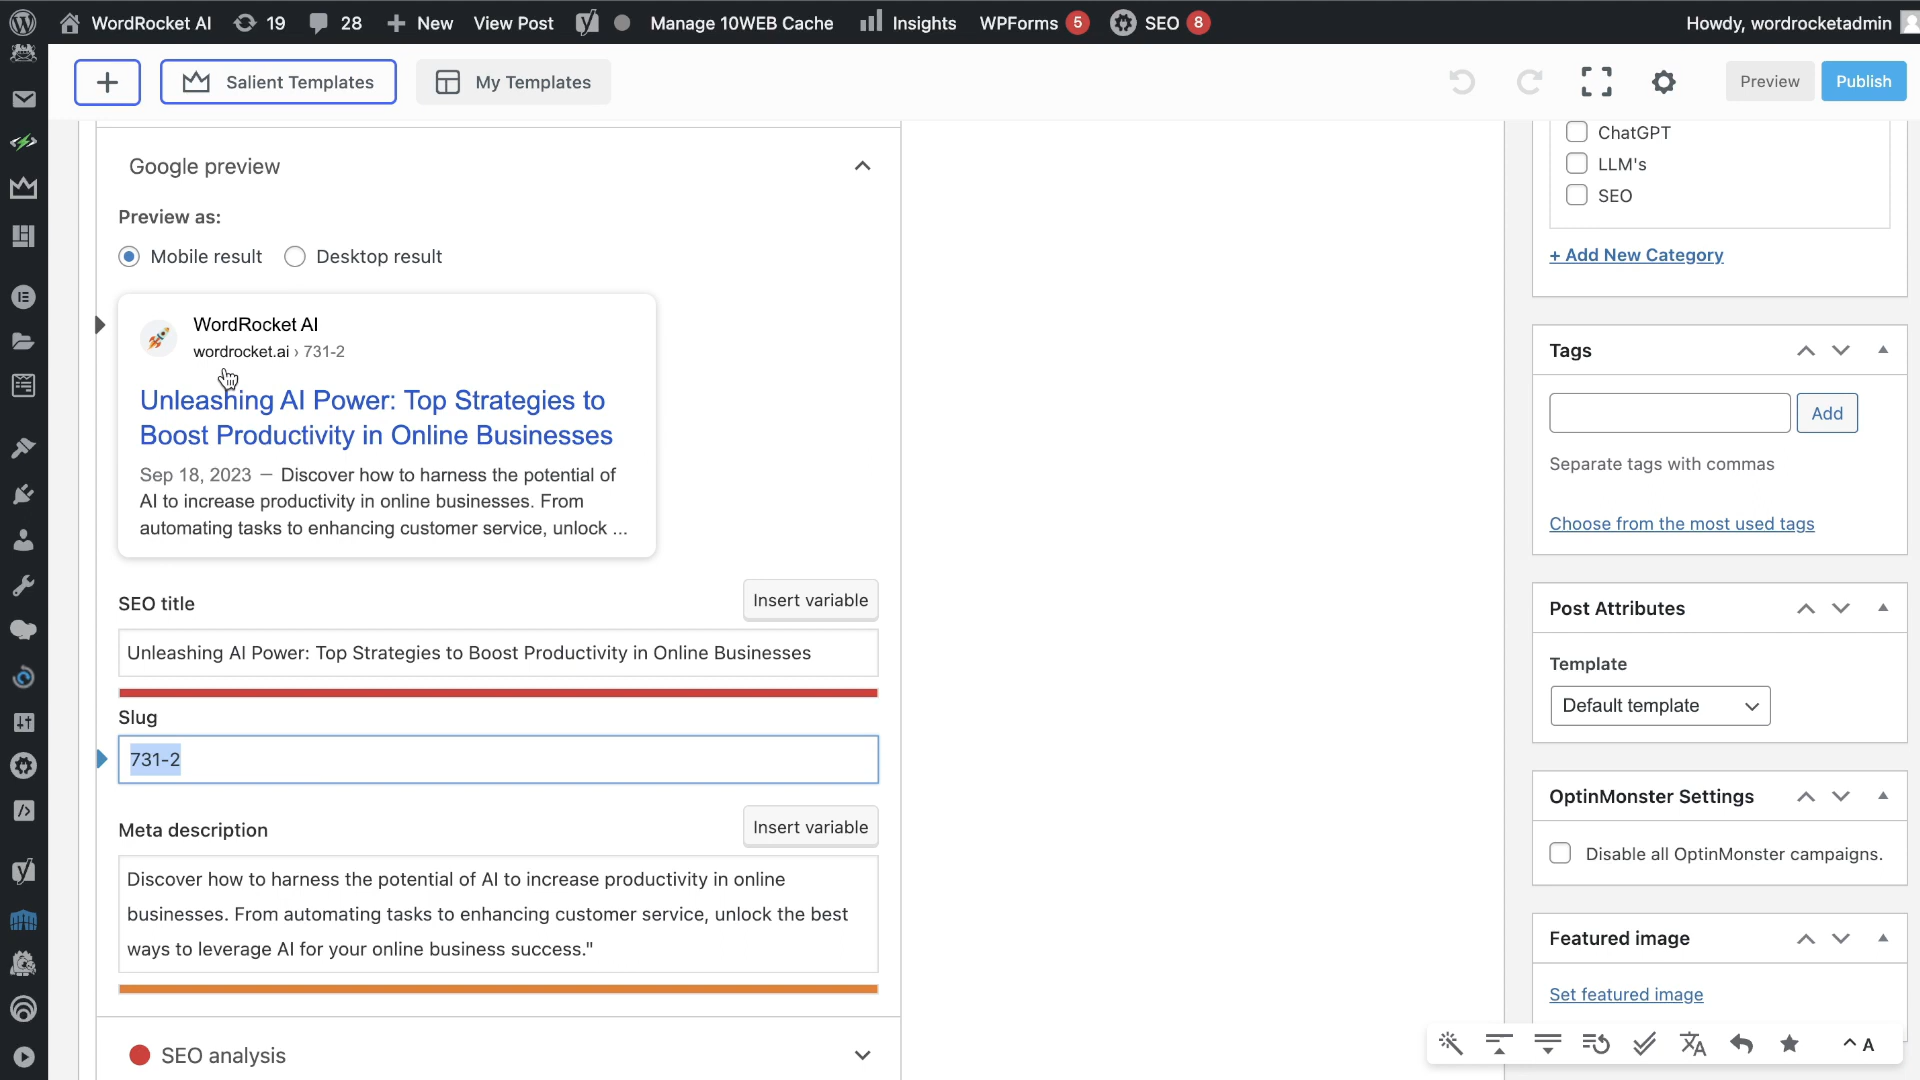 WordRocket AI
19
28
New
View Post
Manage 10WEB Cache
Insights
WPForms 5
SEO 8
Howdy, wordrocketadmin
Salient Templates
My Templates
Preview
Publish
Google preview
Preview as:
Mobile result
Desktop result
WordRocket AI
wordrocket.ai › 731-2
Unleashing AI Power: Top Strategies to
Boost Productivity in Online Businesses
Sep 18, 2023 — Discover how to harness the potential of
AI to increase productivity in online businesses. From
automating tasks to enhancing customer service, unlock ...
SEO title
Insert variable
Unleashing AI Power: Top Strategies to Boost Productivity in Online Businesses
Slug
731-2
Meta description
Insert variable
Discover how to harness the potential of AI to increase productivity in online
businesses. From automating tasks to enhancing customer service, unlock the best
ways to leverage AI for your online business success."
SEO analysis
ChatGPT
LLM's
SEO
+ Add New Category
Tags
Add
Separate tags with commas
Choose from the most used tags
Post Attributes
Template
Default template
OptinMonster Settings
Disable all OptinMonster campaigns.
Featured image
Set featured image
A